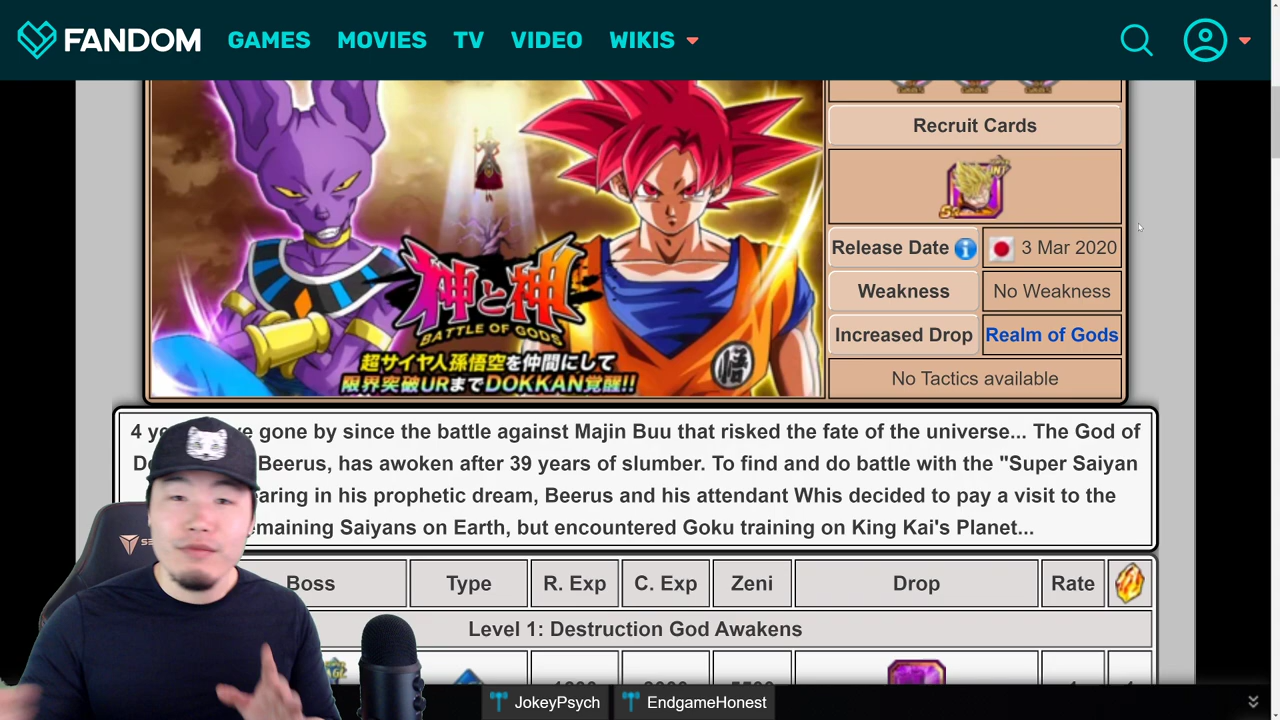 FANDOM GAMES MOVIES TV VIDEO WIKIS
Recruit Cards
Release Date 3 Mar 2020
Weakness No Weakness
Increased Drop Realm of Gods
No Tactics available
神と神
BATTLE OF GODS
超サイヤ人孫悟空を仲間にして
限界突破URまでDOKKAN覚醒!!
悟
gone by since the battle against Majin Buu that risked the fate of the universe... The God of
Beerus, has awoken after 39 years of slumber. To find and do battle with the "Super Saiyan
in his prophetic dream, Beerus and his attendant Whis decided to pay a visit to the
Saiyans on Earth, but encountered Goku training on King Kai's Planet...
Boss Type R. Exp C. Exp Zeni Drop Rate
Level 1: Destruction God Awakens
JokeyPsych EndgameHonest